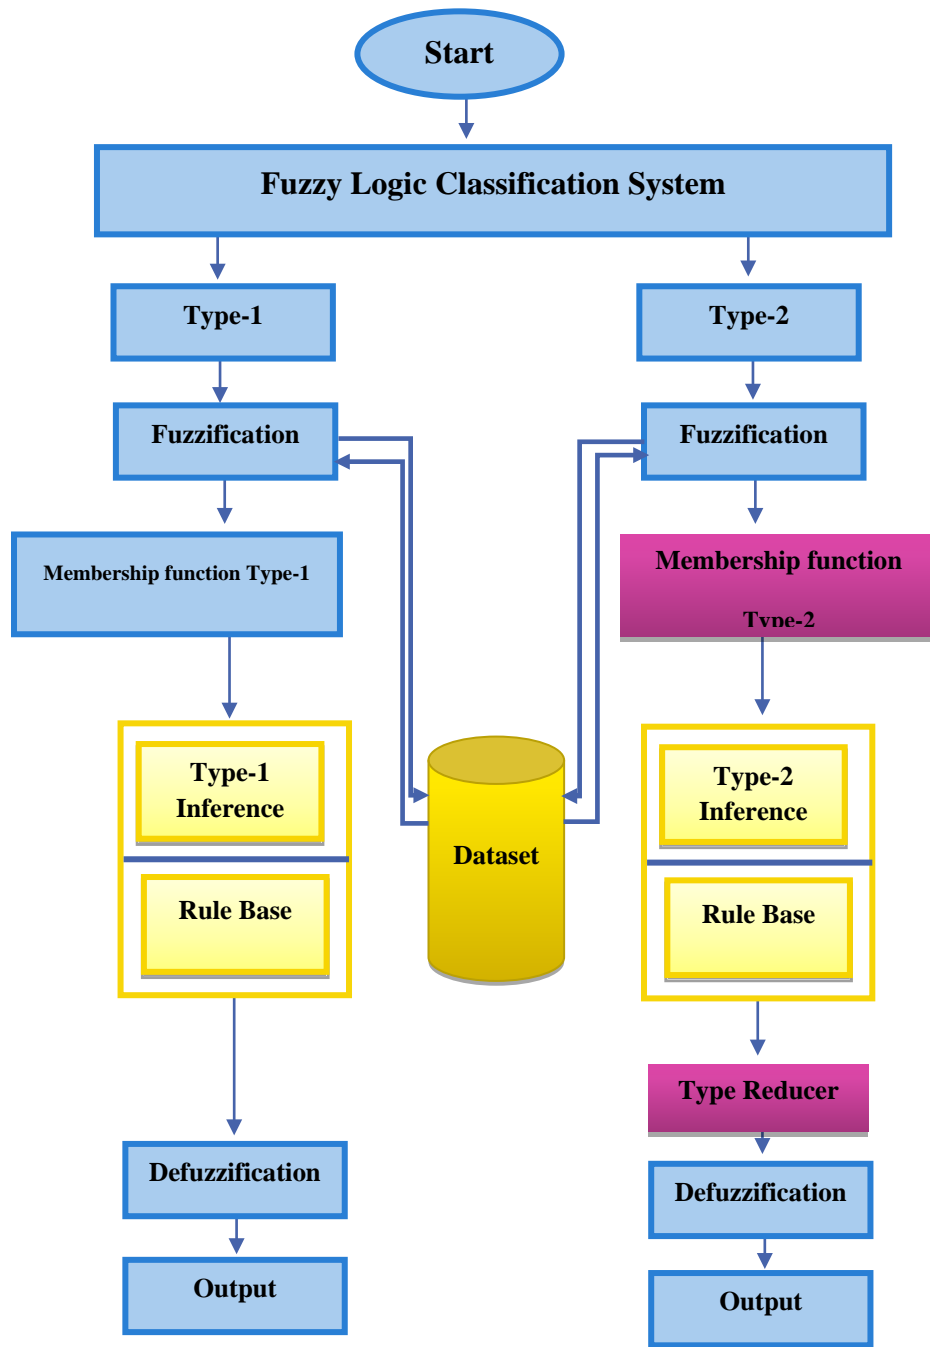 Start
Fuzzy Logic Classification System
Type-1
Type-2
Fuzzification
Fuzzification
Membership function Type-1
Membership function
Type-2
Type-1
Inference
Type-2
Inference
Dataset
Rule Base
Rule Base
Type Reducer
Defuzzification
Defuzzification
Output
Output